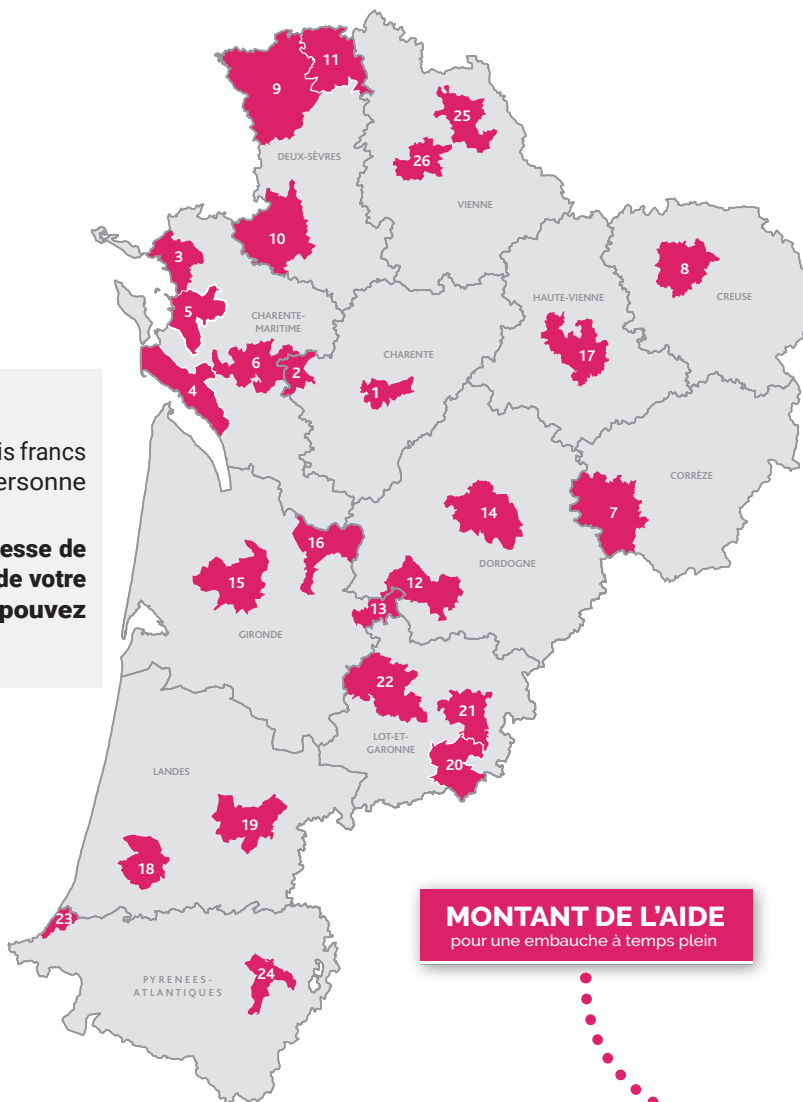 11
9
25
DEUX-SÈVRES
26
VIENNE
10
3
8
5
HAUTE-VIENNE
CREUSE
CHARENTE-
MARITIME
17
CHARENTE
6
2
4
1
is francs
ersonne
CORRÈZE
7
14
esse de
16
DORDOGNE
de votre
15
12
pouvez
13
GIRONDE
22
21
LOT-ET-
GARONNE
20
LANDES
19
18
23
MONTANT DE L'AIDE
pour une embauche à temps plein
24
PYRENEES-
ATLANTIQUES